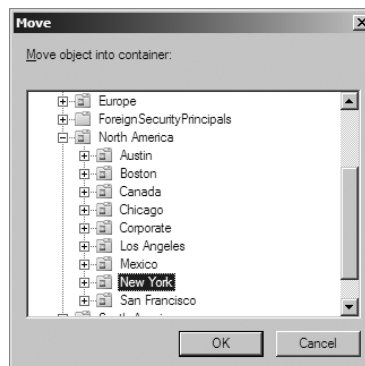 Move
Move object into container:
Europe
ForeignSecurityPrincipals
North America
Austin
Boston
Canada
Chicago
Corporate
Los Angeles
Mexico
New York
San Francisco
OK Cancel